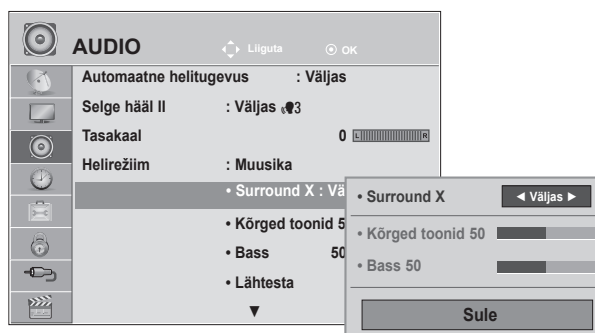 AUDIO
Liiguta
OK
Automaatne helitugevus : Väljas
Selge hääl II : Väljas 3
Tasakaal 0 L R
Helirežiim : Muusika
• Surround X : Vä
• Kõrged toonid 5
• Bass 50
• Lähtesta
▼
• Surround X ◄ Väljas ►
• Kõrged toonid 50
• Bass 50
Sule